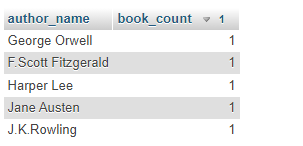 author_name book_count 1
George Orwell 1
F.Scott Fitzgerald 1
Harper Lee 1
Jane Austen 1
J.K.Rowling 1